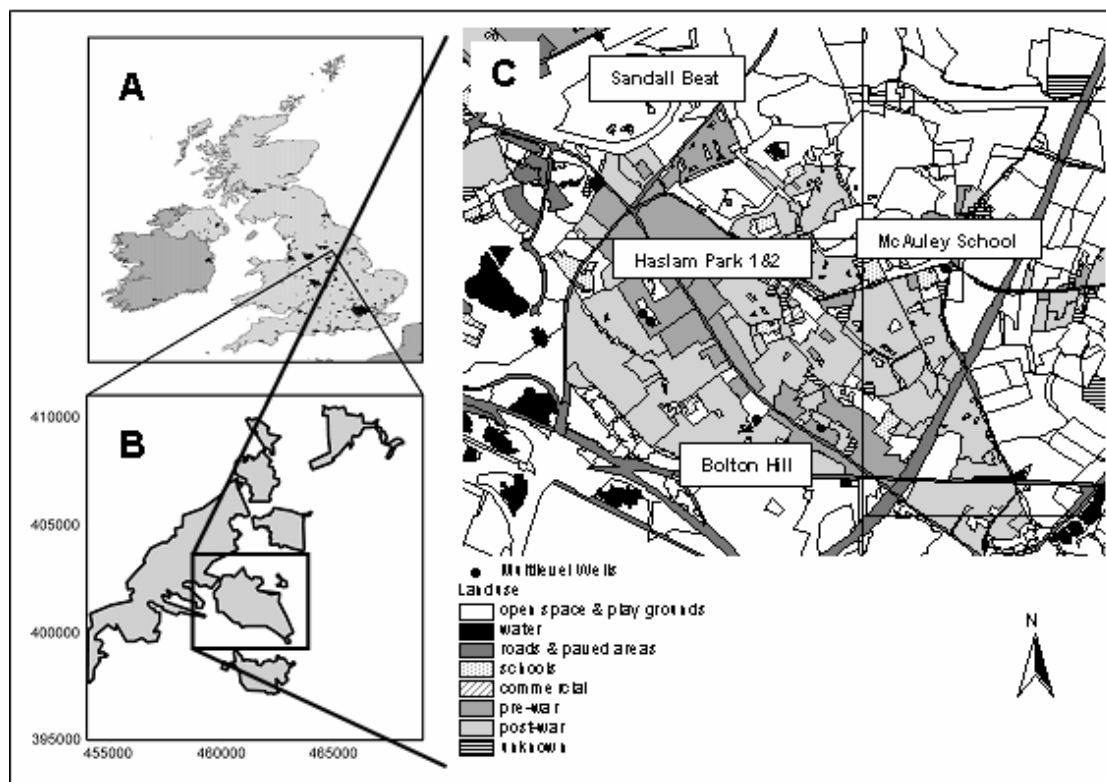 A
C
Sandall Beat
McAuley School
Haslam Park 1&2
Bolton Hill
B
410000
405000
400000
395000
455000
460000
465000
Multilevel Wells
Landuse
open space & play grounds
water
roads & paved areas
schools
commercial
pre-war
post-war
unknown
N